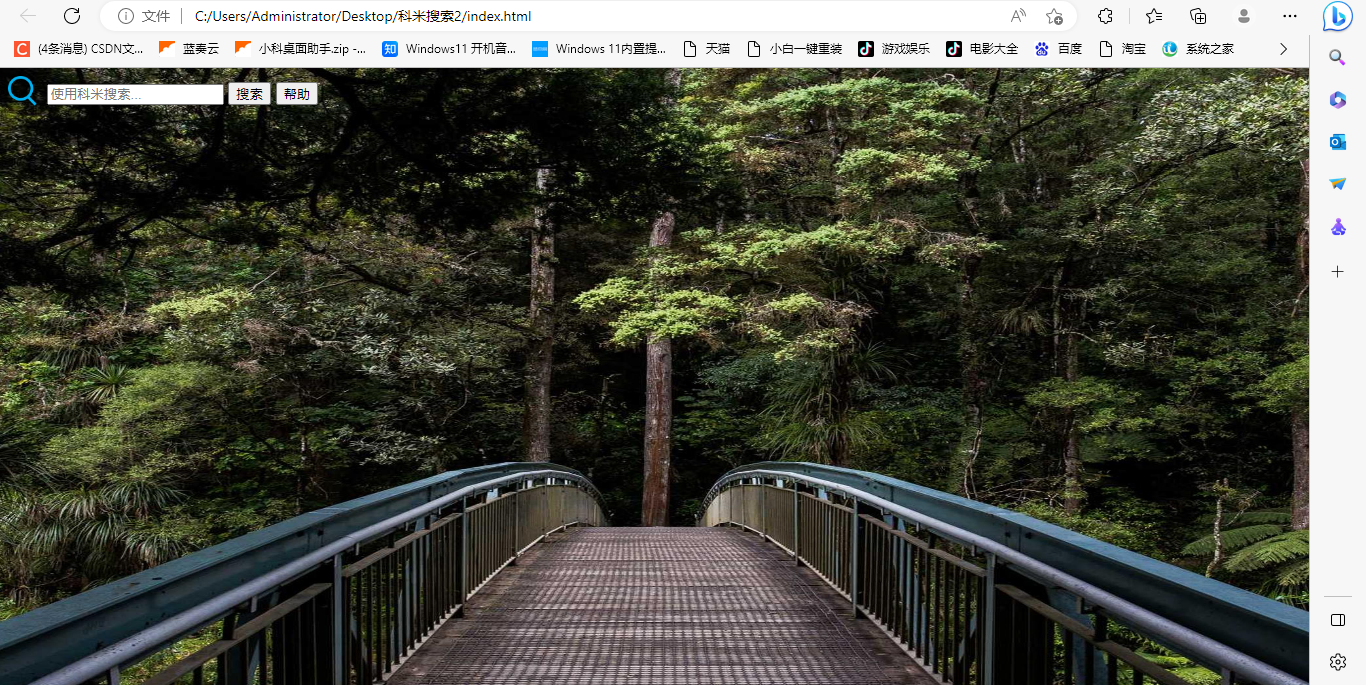 文件 C:/Users/Administrator/Desktop/科米搜索2/index.html
(4条消息) CSDN文... 蓝奏云 小科桌面助手.zip -... Windows11 开机音... Windows 11内置提... 天猫 小白一键重装 游戏娱乐 电影大全 百度 淘宝 系统之家
使用科米搜索... 搜索 帮助